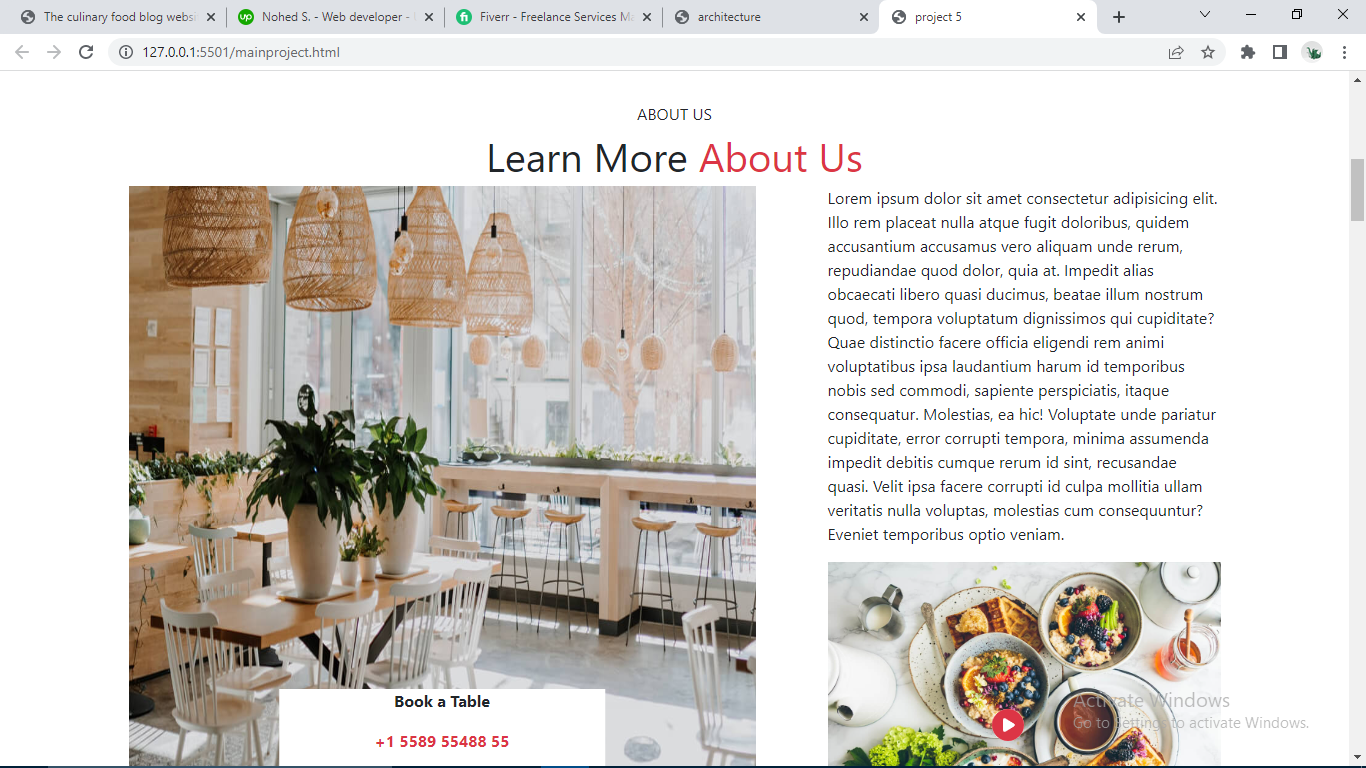 The culinary food blog webs
Nohed S. - Web developer -
Fiverr - Freelance Services Ma
architecture
project 5
127.0.0.1:5501/mainproject.html
ABOUT US
Learn More About Us
Lorem ipsum dolor sit amet consectetur adipisicing elit.
Illo rem placeat nulla atque fugit doloribus, quidem
accusantium accusamus vero aliquam unde rerum,
repudiandae quod dolor, quia at. Impedit alias
obcaecati libero quasi ducimus, beatae illum nostrum
quod, tempora voluptatum dignissimos qui cupiditate?
Quae distinctio facere officia eligendi rem animi
voluptatibus ipsa laudantium harum id temporibus
nobis sed commodi, sapiente perspiciatis, itaque
consequatur. Molestias, ea hic! Voluptate unde pariatur
cupiditate, error corrupti tempora, minima assumenda
impedit debitis cumque rerum id sint, recusandae
quasi. Velit ipsa facere corrupti id culpa mollitia ullam
veritatis nulla voluptas, molestias cum consequuntur?
Eveniet temporibus optio veniam.
Book a Table
+1 5589 55488 55
Activate Windows
Go to Settings to activate Windows.